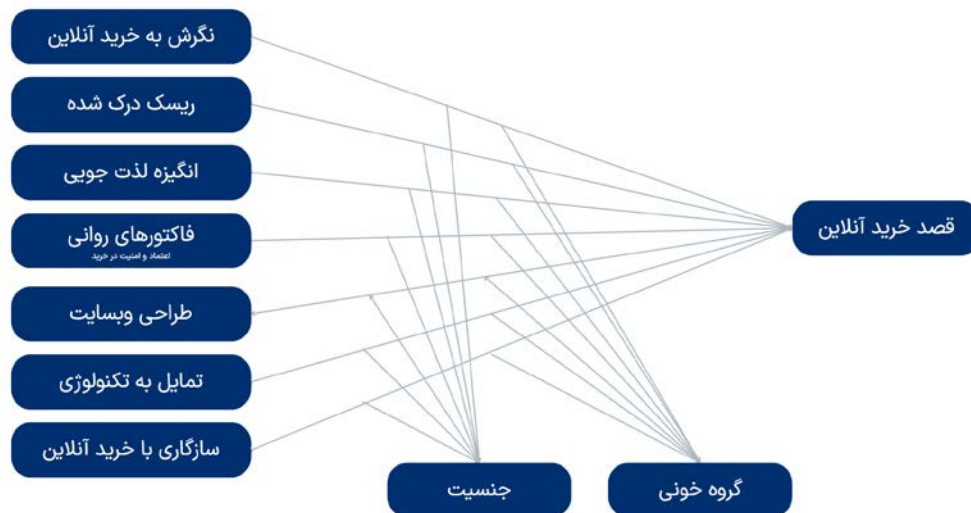 نگرش به خرید آنلاین
ریسک درک شده
انگیزه لذت جویی
فاکتورهای روانی
اعتماد و امنیت در خرید
طراحی وبسایت
تمایل به تکنولوژی
سازگاری با خرید آنلاین
قصد خرید آنلاین
گروه خونی
جنسیت